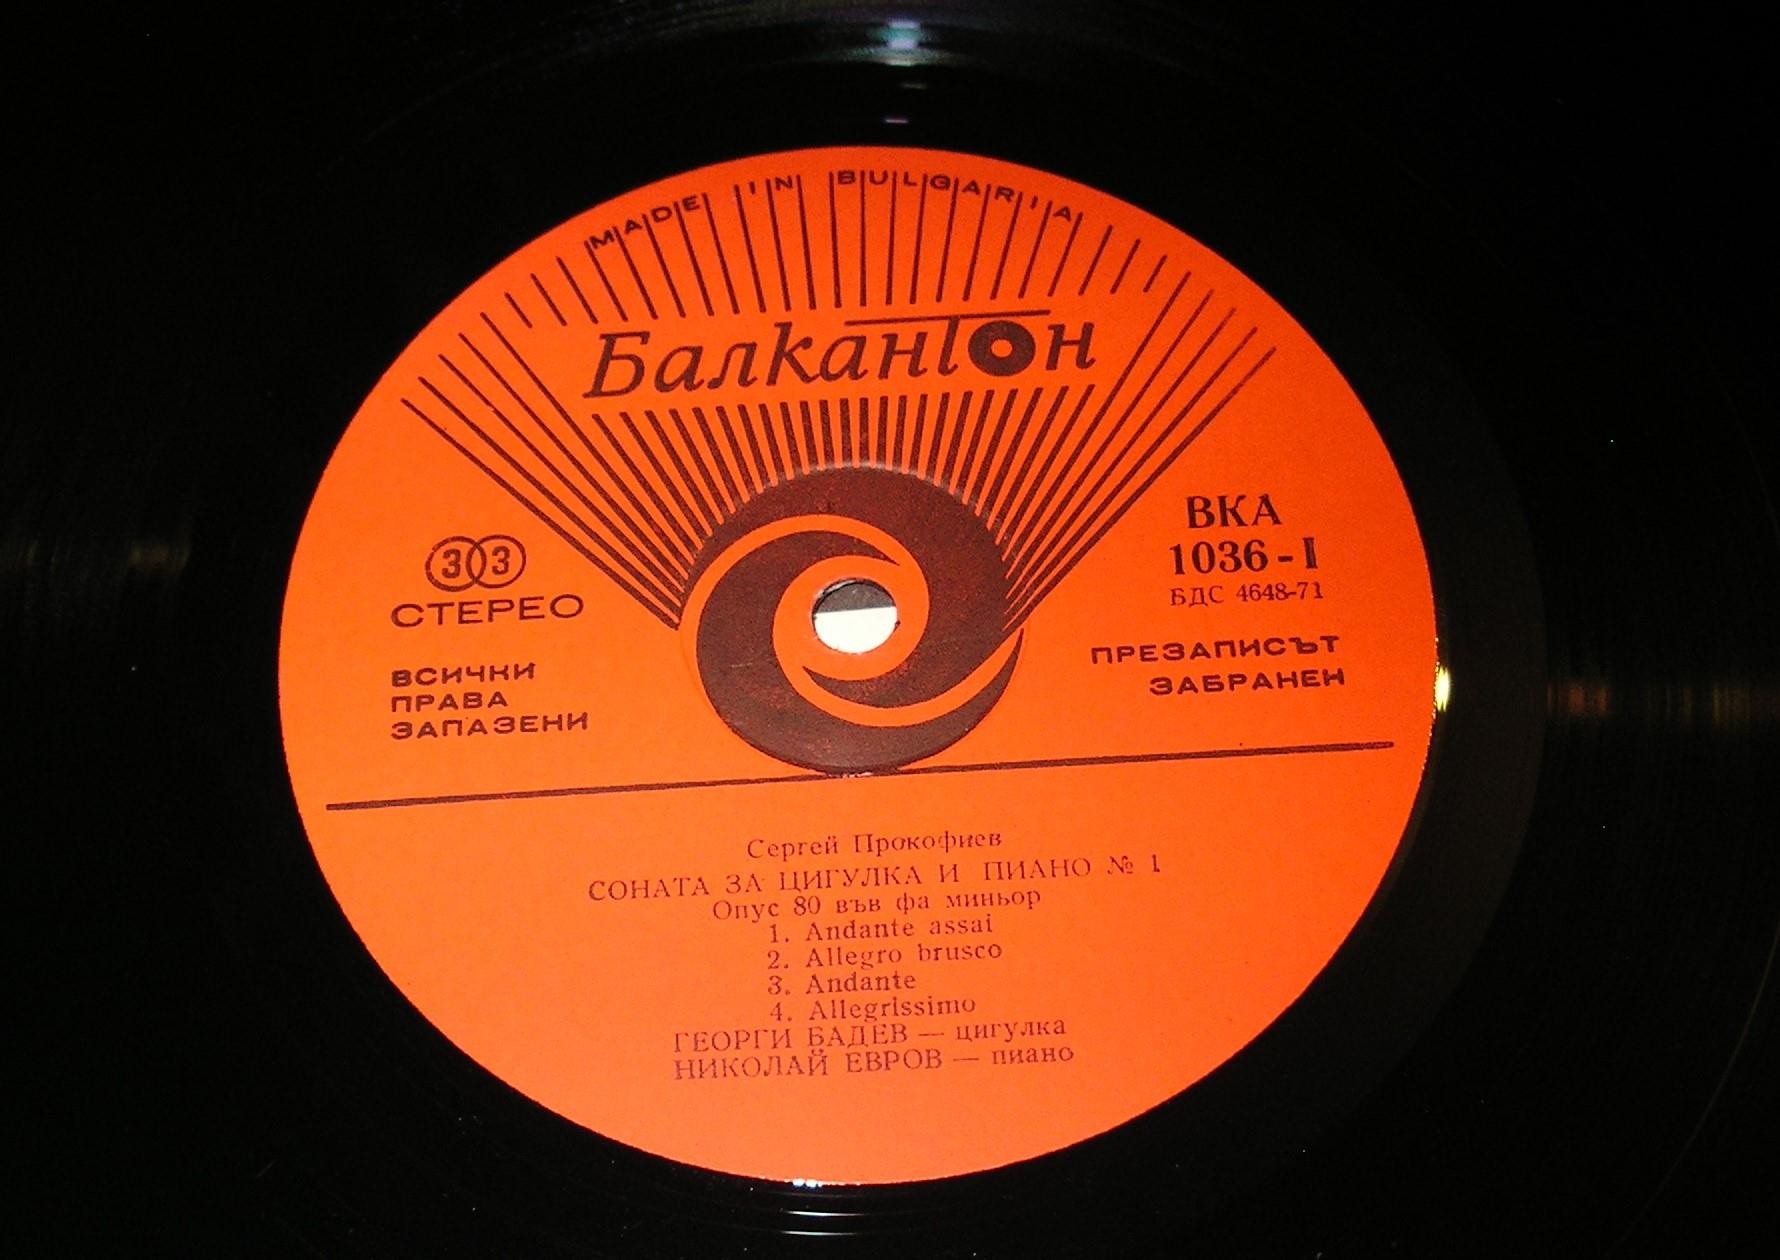 MADE IN BULGARIA
Балкантон
33
СТЕРЕО
ВСИЧКИ
ПРАВА
ЗАПАЗЕНИ
ВКА
1036-I
БДС 4648-71
ПРЕЗАПИСЪТ
ЗАБРАНЕН
Сергей Прокофиев
СОНАТА ЗА ЦИГУЛКА И ПИАНО № 1
Опус 80 във фа миньор
1. Andante assai
2. Allegro brusco
3. Andante
4. Allegrissimo
ГЕОРГИ БАДЕВ — цигулка
НИКОЛАЙ ЕВРОВ — пиано